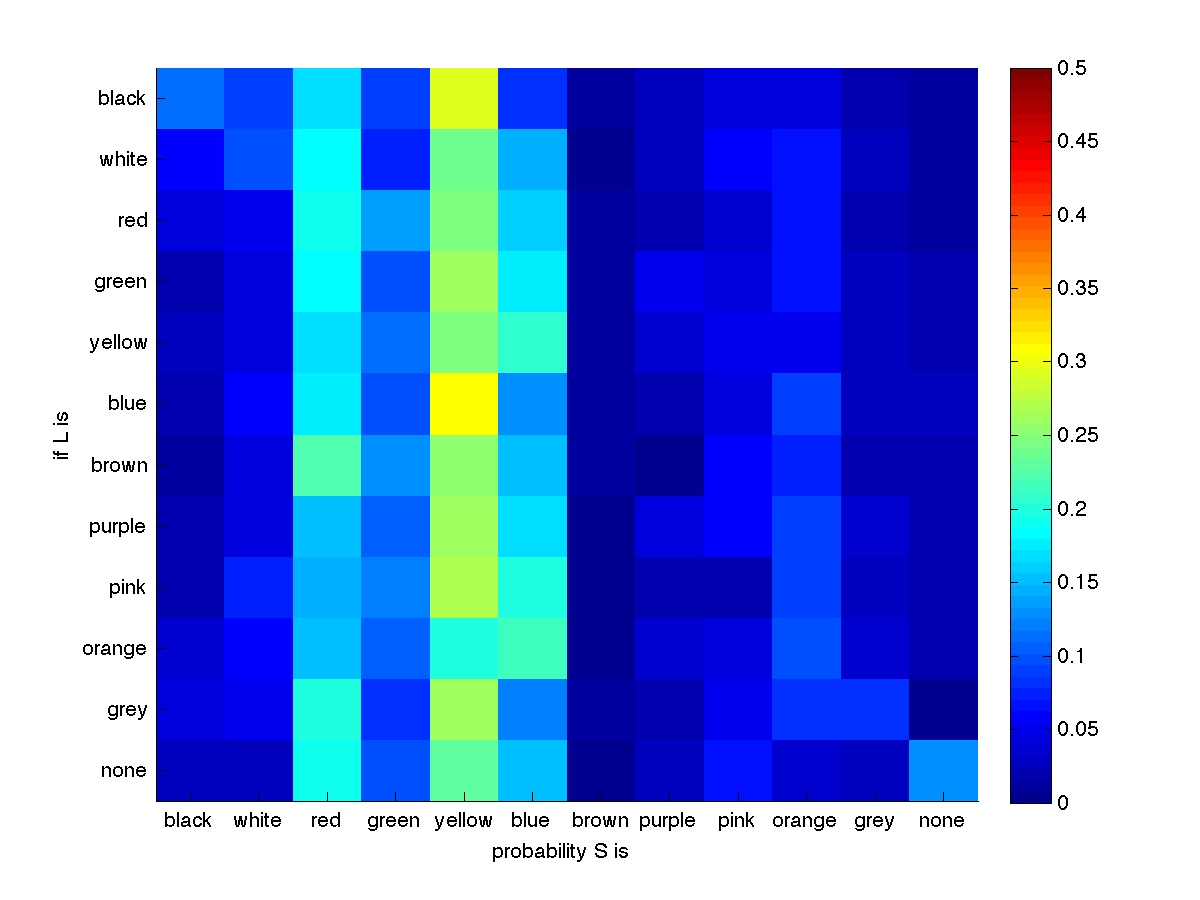 black
white
red
green
yellow
blue
brown
purple
pink
orange
grey
none
if L is
black white red green yellow blue brown purple pink orange grey none
probability S is
0.5
0.45
0.4
0.35
0.3
0.25
0.2
0.15
0.1
0.05
0